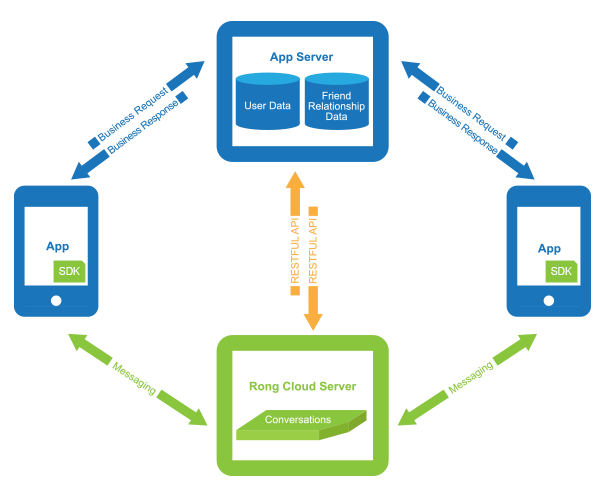 App Server
User Data
Friend
Relationship
Data
Business Request
Business Response
Business Request
Business Response
App
SDK
RESTFUL API
RESTFUL API
App
SDK
Messaging
Messaging
Rong Cloud Server
Conversations